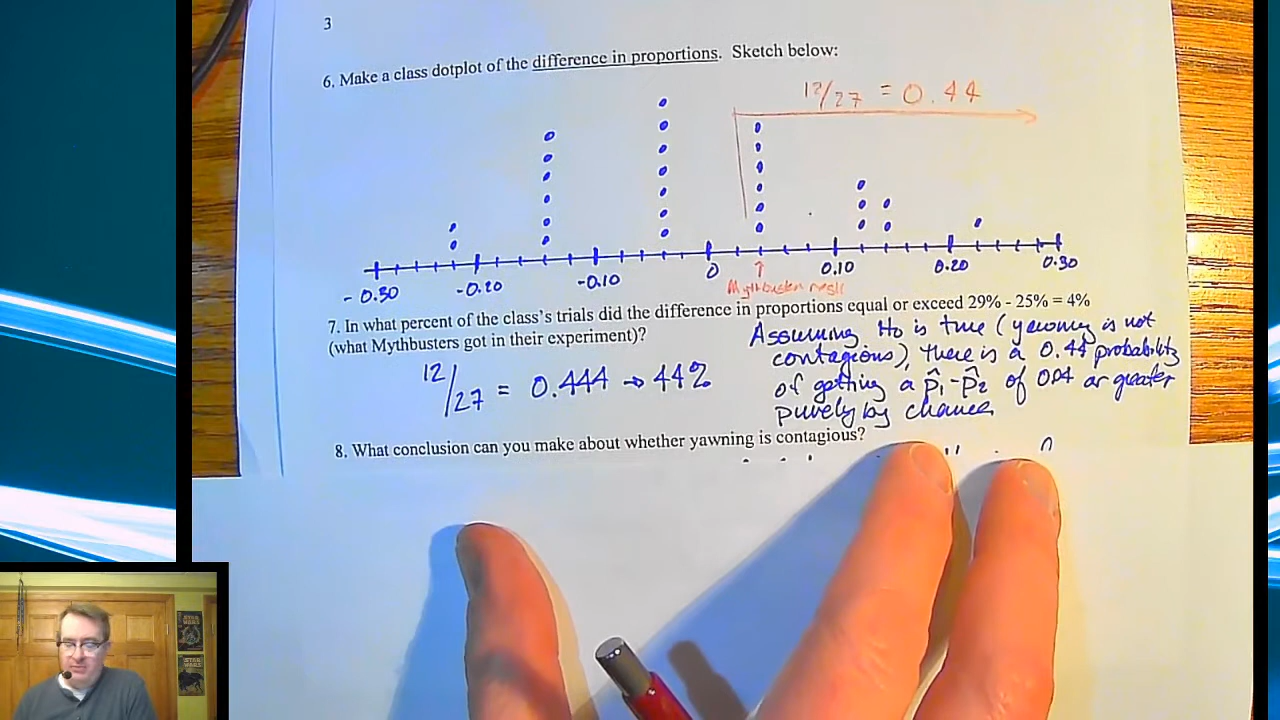 3
6. Make a class dotplot of the difference in proportions. Sketch below:
12/27 = 0.44
-0.30 -0.20 -0.10 0 0.10 0.20 0.30
Mythbusters
7. In what percent of the class's trials did the difference in proportions equal or exceed 29% - 25% = 4%
(what Mythbusters got in their experiment)?
12/27 = 0.444 → 44%
Assuming Ho is true (yawning is not
contagious), there is a 0.44 probability
of getting a p̂1-p̂2 of 0.04 or greater
purely by chance.
8. What conclusion can you make about whether yawning is contagious?
STAR
WARS
STAR
WARS